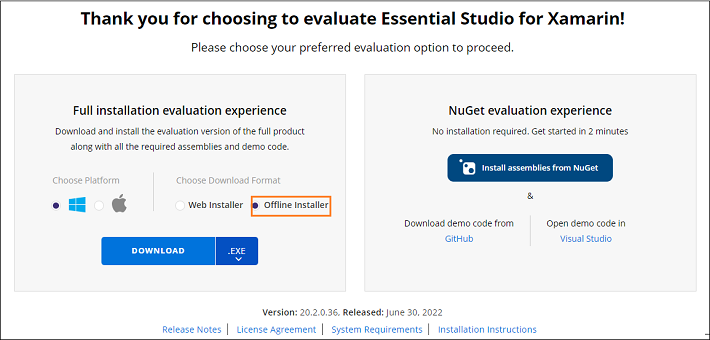 Thank you for choosing to evaluate Essential Studio for Xamarin!
Please choose your preferred evaluation option to proceed.
Full installation evaluation experience
Download and install the evaluation version of the full product
along with all the required assemblies and demo code.
Choose Platform
Choose Download Format
Web Installer
Offline Installer
DOWNLOAD
.EXE
NuGet evaluation experience
No installation required. Get started in 2 minutes
Install assemblies from NuGet
&
Download demo code from
GitHub
Open demo code in
Visual Studio
Version: 20.2.0.36, Released: June 30, 2022
Release Notes | License Agreement | System Requirements | Installation Instructions